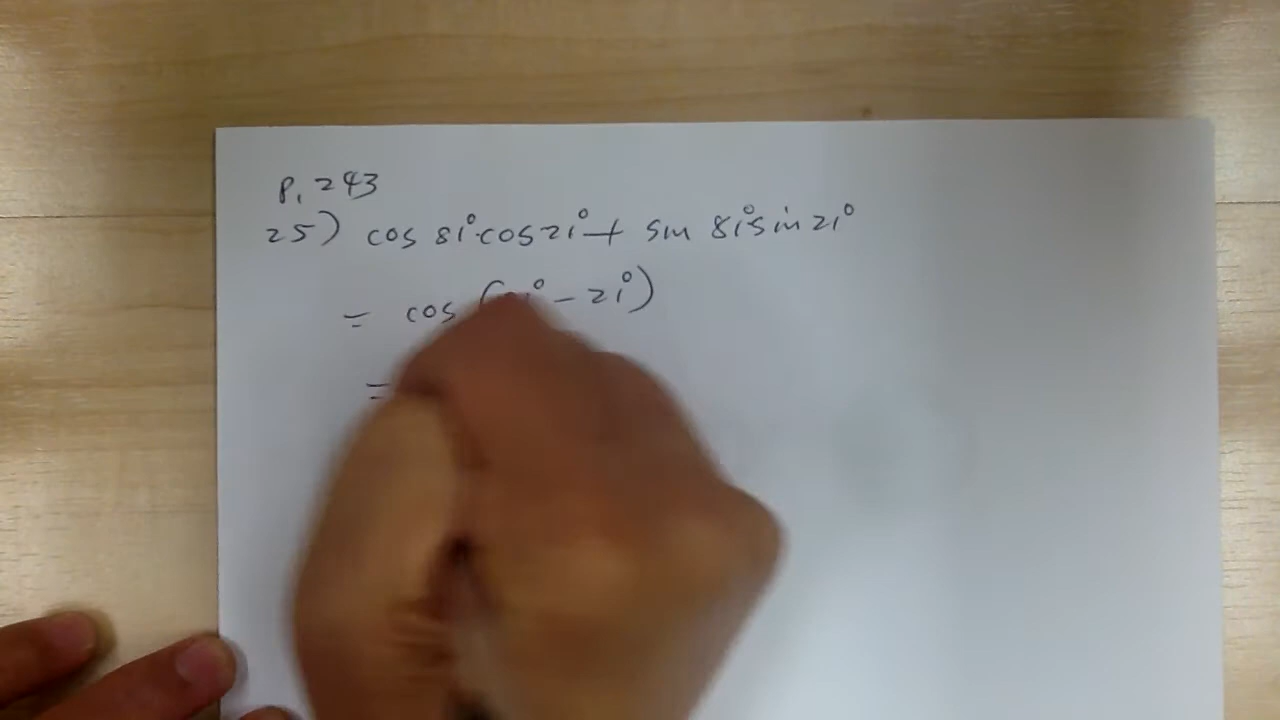 P. 243
25) cos 81°·cos 21° + sin 81° sin 21°
= cos ( ° - 21°)
=